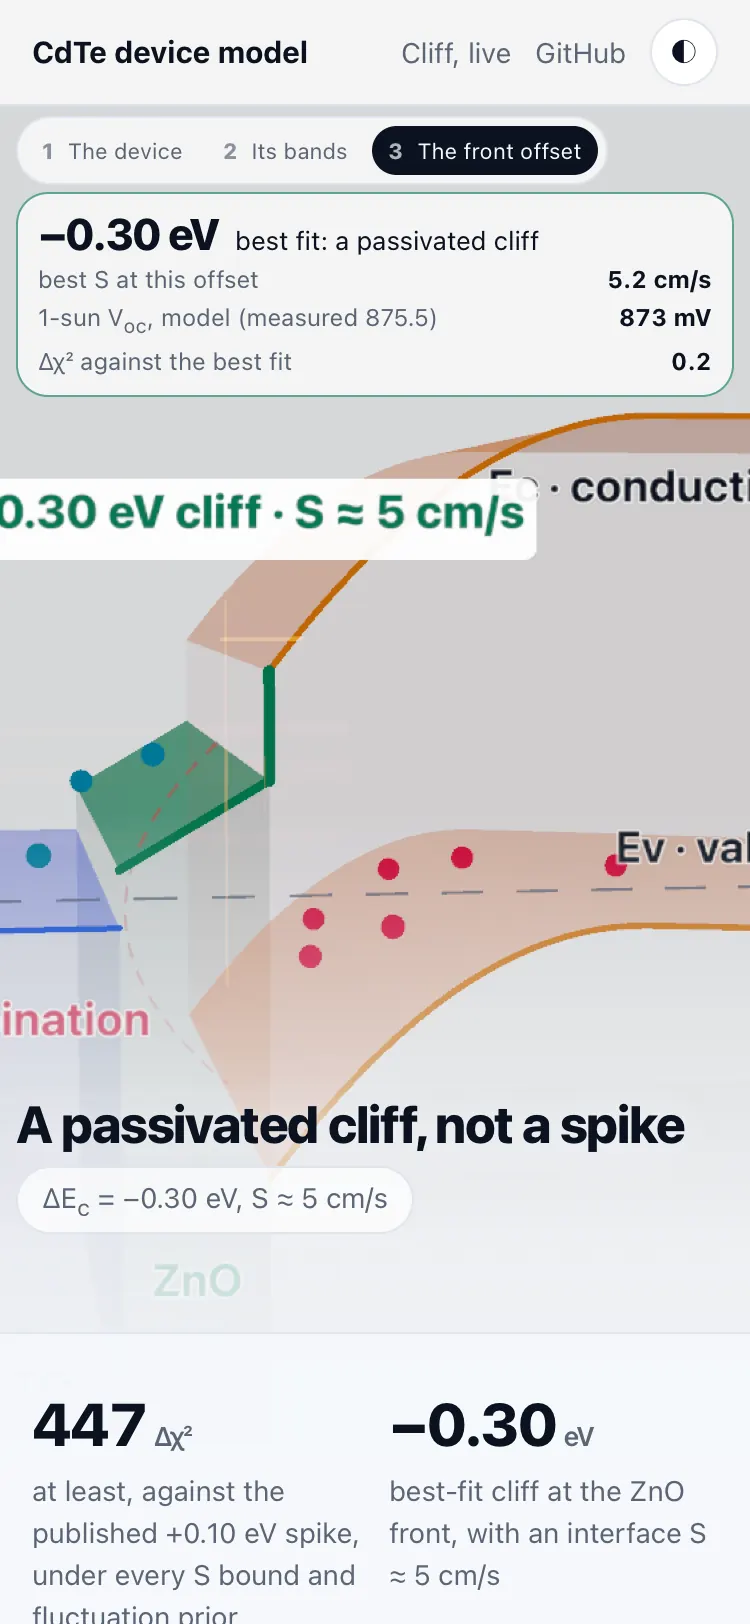 CdTe device model
Cliff, live
GitHub
1 The device
2 Its bands
3 The front offset
−0.30 eV best fit: a passivated cliff
best S at this offset 5.2 cm/s
1-sun Voc, model (measured 875.5) 873 mV
Δχ² against the best fit 0.2
Ec · conducti
0.30 eV cliff · S ≈ 5 cm/s
Ev · val
ination
A passivated cliff, not a spike
ΔEc = −0.30 eV, S ≈ 5 cm/s
ZnO
447 Δχ²
at least, against the
published +0.10 eV spike,
under every S bound and
fluctuation prior
−0.30 eV
best-fit cliff at the ZnO
front, with an interface S
≈ 5 cm/s